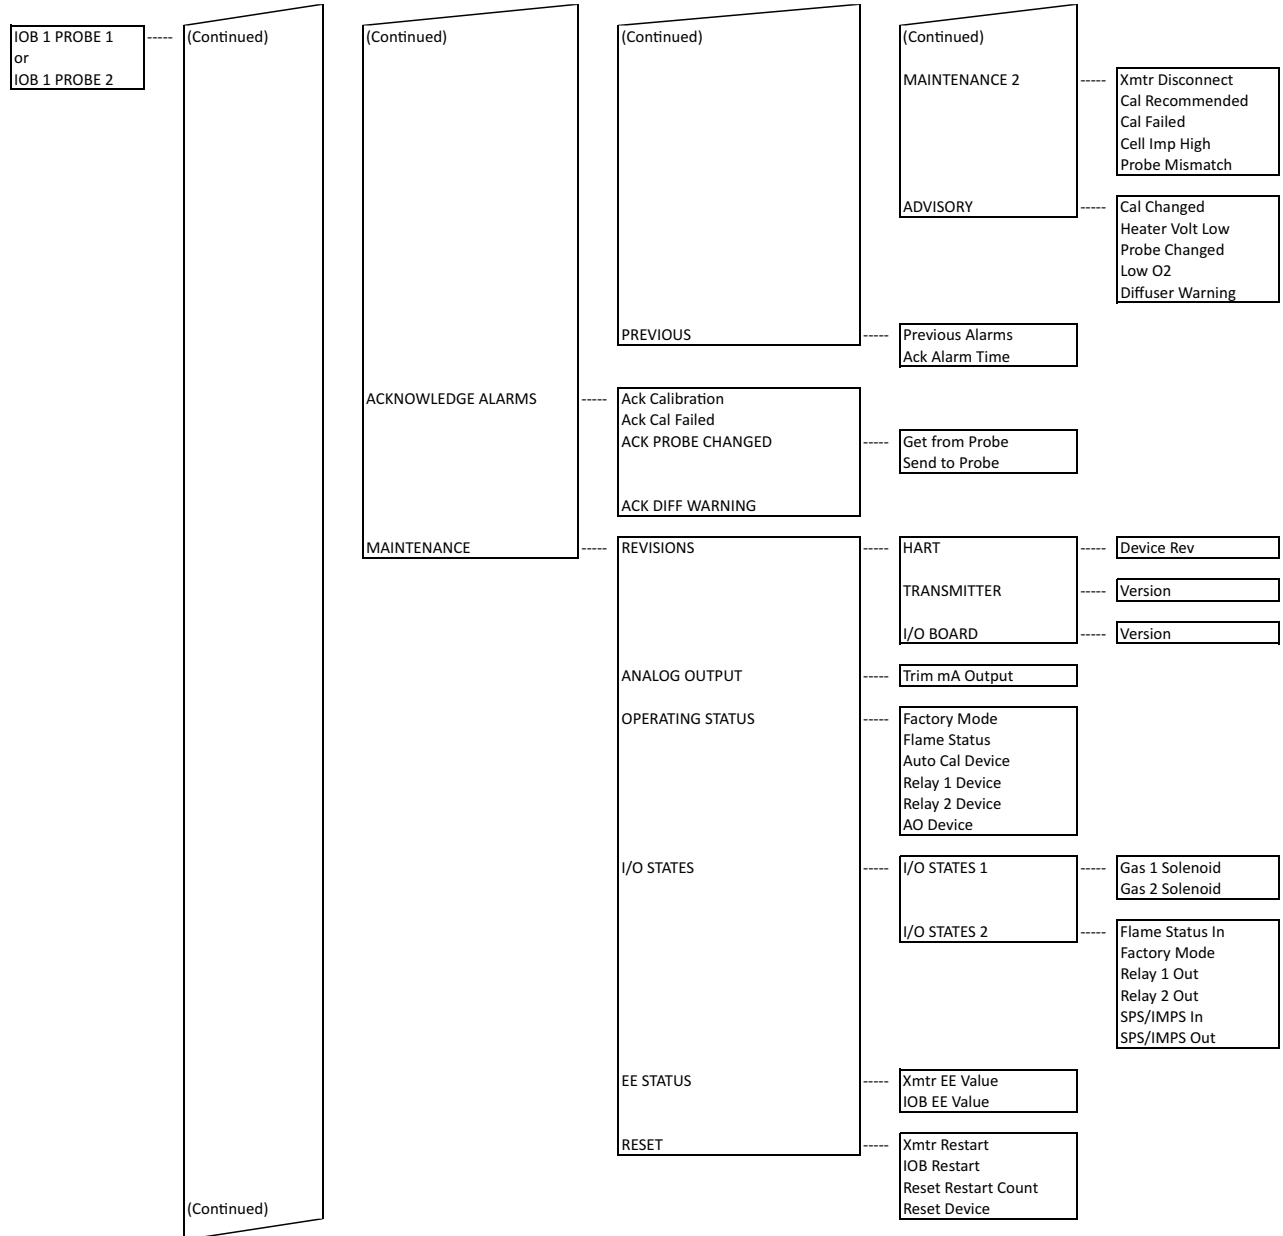 IOB 1 PROBE 1
or
IOB 1 PROBE 2
(Continued)
(Continued)
(Continued)
(Continued)
MAINTENANCE 2
Xmtr Disconnect
Cal Recommended
Cal Failed
Cell Imp High
Probe Mismatch
ADVISORY
Cal Changed
Heater Volt Low
Probe Changed
Low O2
Diffuser Warning
PREVIOUS
Previous Alarms
Ack Alarm Time
ACKNOWLEDGE ALARMS
Ack Calibration
Ack Cal Failed
ACK PROBE CHANGED
Get from Probe
Send to Probe
ACK DIFF WARNING
MAINTENANCE
REVISIONS
HART
Device Rev
TRANSMITTER
Version
I/O BOARD
Version
ANALOG OUTPUT
Trim mA Output
OPERATING STATUS
Factory Mode
Flame Status
Auto Cal Device
Relay 1 Device
Relay 2 Device
AO Device
I/O STATES
I/O STATES 1
Gas 1 Solenoid
Gas 2 Solenoid
I/O STATES 2
Flame Status In
Factory Mode
Relay 1 Out
Relay 2 Out
SPS/IMPS In
SPS/IMPS Out
EE STATUS
Xmtr EE Value
IOB EE Value
RESET
Xmtr Restart
IOB Restart
Reset Restart Count
Reset Device
(Continued)